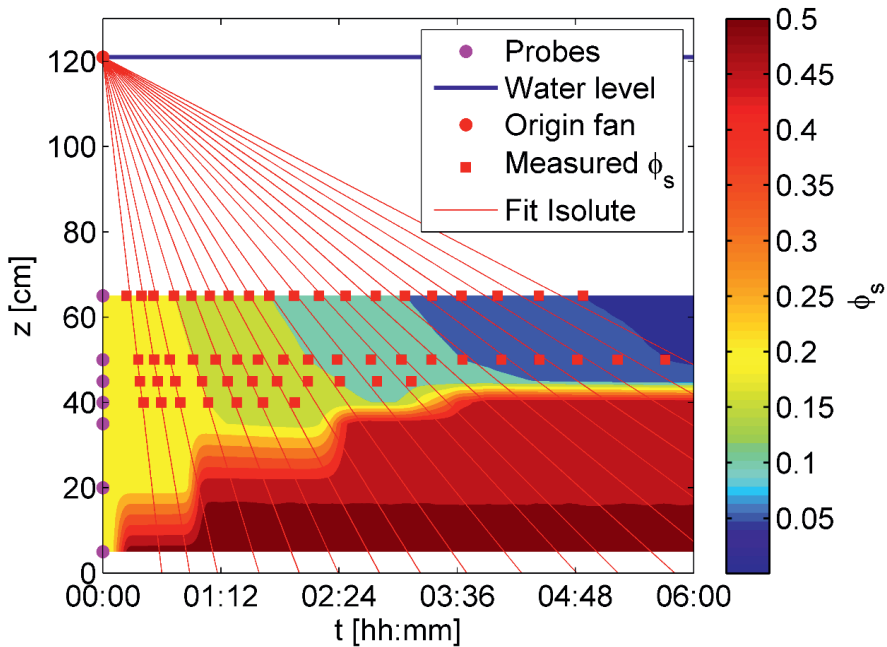 120
100
80
60
40
20
0
z [cm]
00:00
01:12
02:24
03:36
04:48
06:00
t [hh:mm]
Probes
Water level
Origin fan
Measured ϕs
Fit Isolute
0.5
0.45
0.4
0.35
0.3
0.25
0.2
0.15
0.1
0.05
ϕs